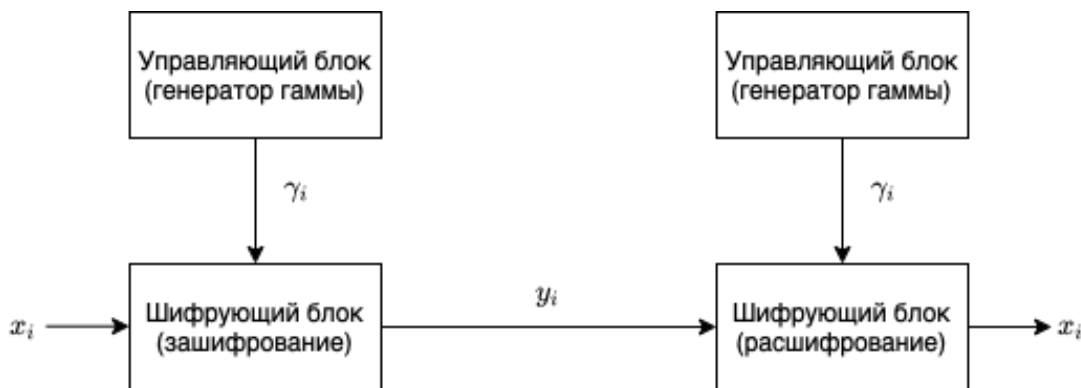 Управляющий блок
(генератор гаммы)
Управляющий блок
(генератор гаммы)
γᵢ
γᵢ
xᵢ
Шифрующий блок
(зашифрование)
yᵢ
Шифрующий блок
(расшифрование)
xᵢ